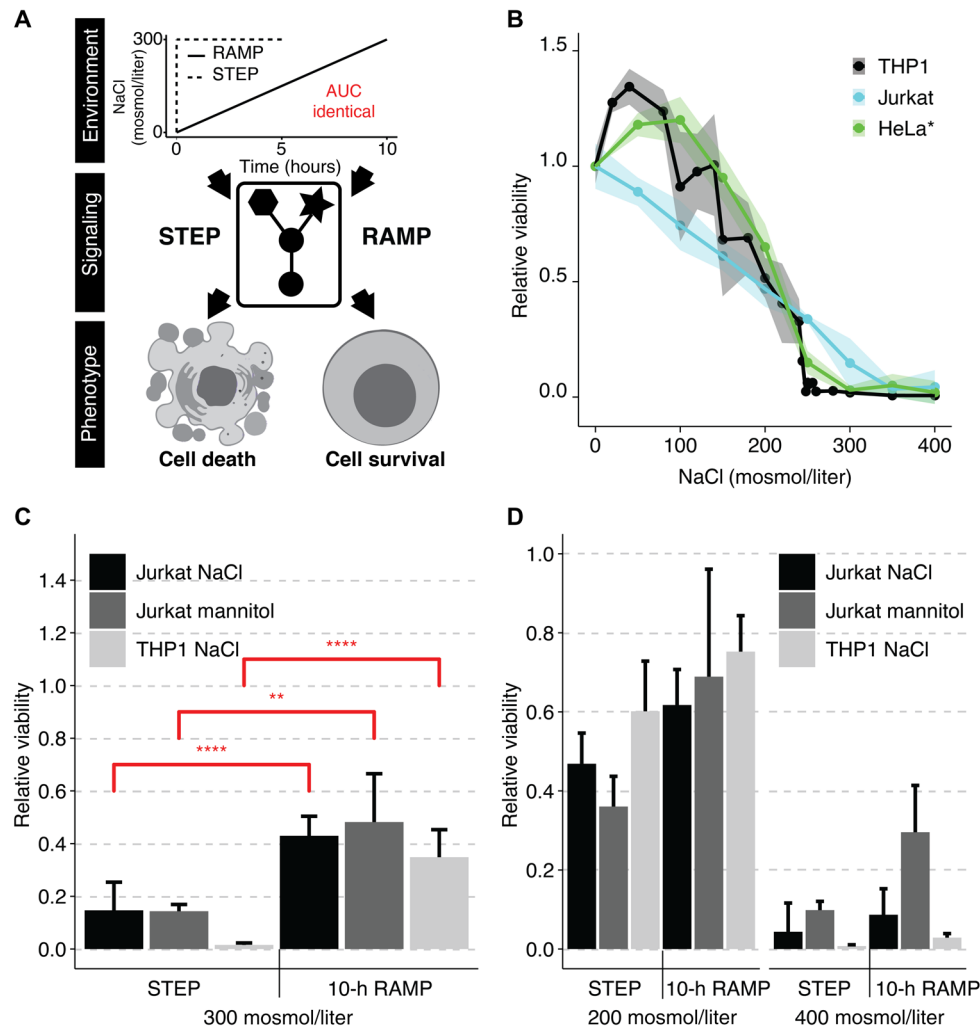 A
Environment
Signaling
Phenotype
NaCl
(mosmol/liter)
300
0
RAMP
STEP
AUC
identical
0
5
10
Time (hours)
STEP
RAMP
Cell death
Cell survival
B
Relative viability
1.5
1.0
0.5
0.0
THP1
Jurkat
HeLa*
0
100
200
300
400
NaCl (mosmol/liter)
C
Relative viability
1.4
1.2
1.0
0.8
0.6
0.4
0.2
0.0
Jurkat NaCl
Jurkat mannitol
THP1 NaCl
****
**
****
STEP
10-h RAMP
300 mosmol/liter
D
Relative viability
1.0
0.8
0.6
0.4
0.2
0.0
Jurkat NaCl
Jurkat mannitol
THP1 NaCl
STEP
10-h RAMP
200 mosmol/liter
STEP
10-h RAMP
400 mosmol/liter